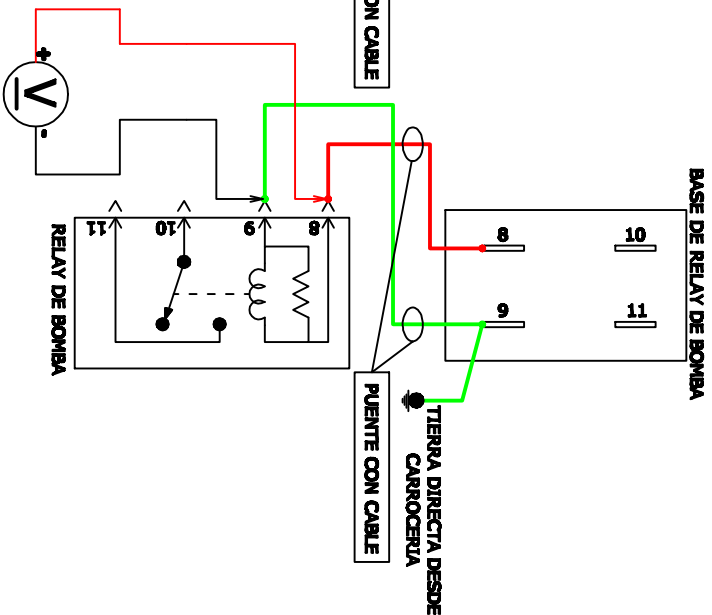 ON CABLE
+
V
-
BASE DE RELAY DE BOMBA
8
10
9
11
11
10
9
8
RELAY DE BOMBA
PUENTE CON CABLE
TIERRA DIRECTA DESDE
CARROCERIA